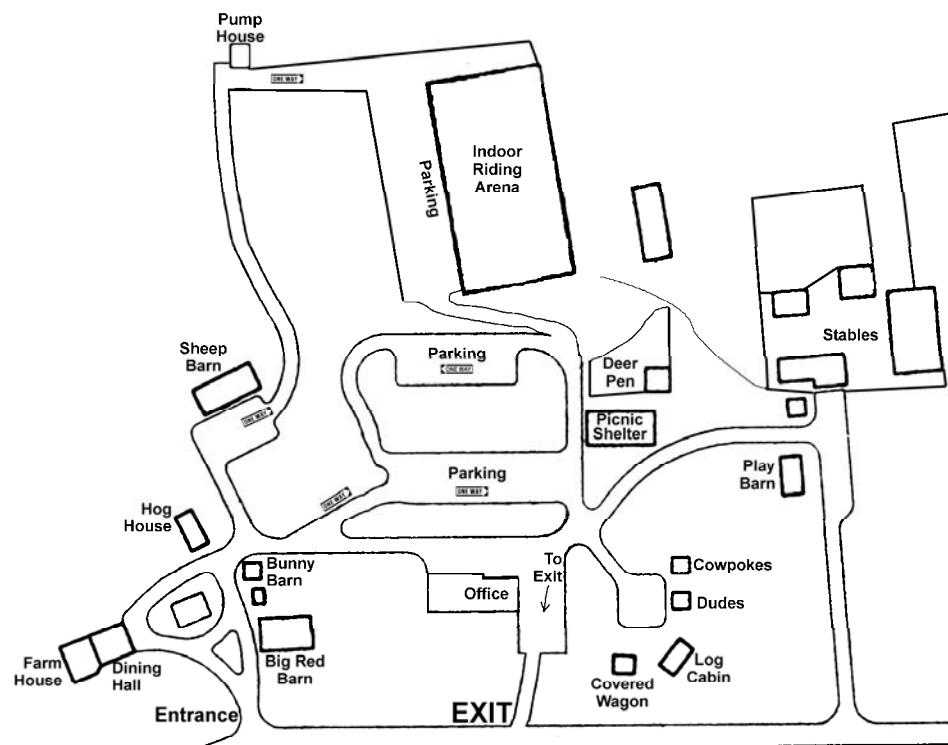 Pump
House
ONE WAY
Indoor
Riding
Arena
Parking
Stables
Sheep
Barn
Parking
ONE WAY
Deer
Pen
ONE WAY
Picnic
Shelter
Parking
ONE WAY
ONE WAY
Play
Barn
Hog
House
Bunny
Barn
To
Exit
Office
Cowpokes
Dudes
Farm
House
Dining
Hall
Big Red
Barn
Covered
Wagon
Log
Cabin
Entrance
EXIT